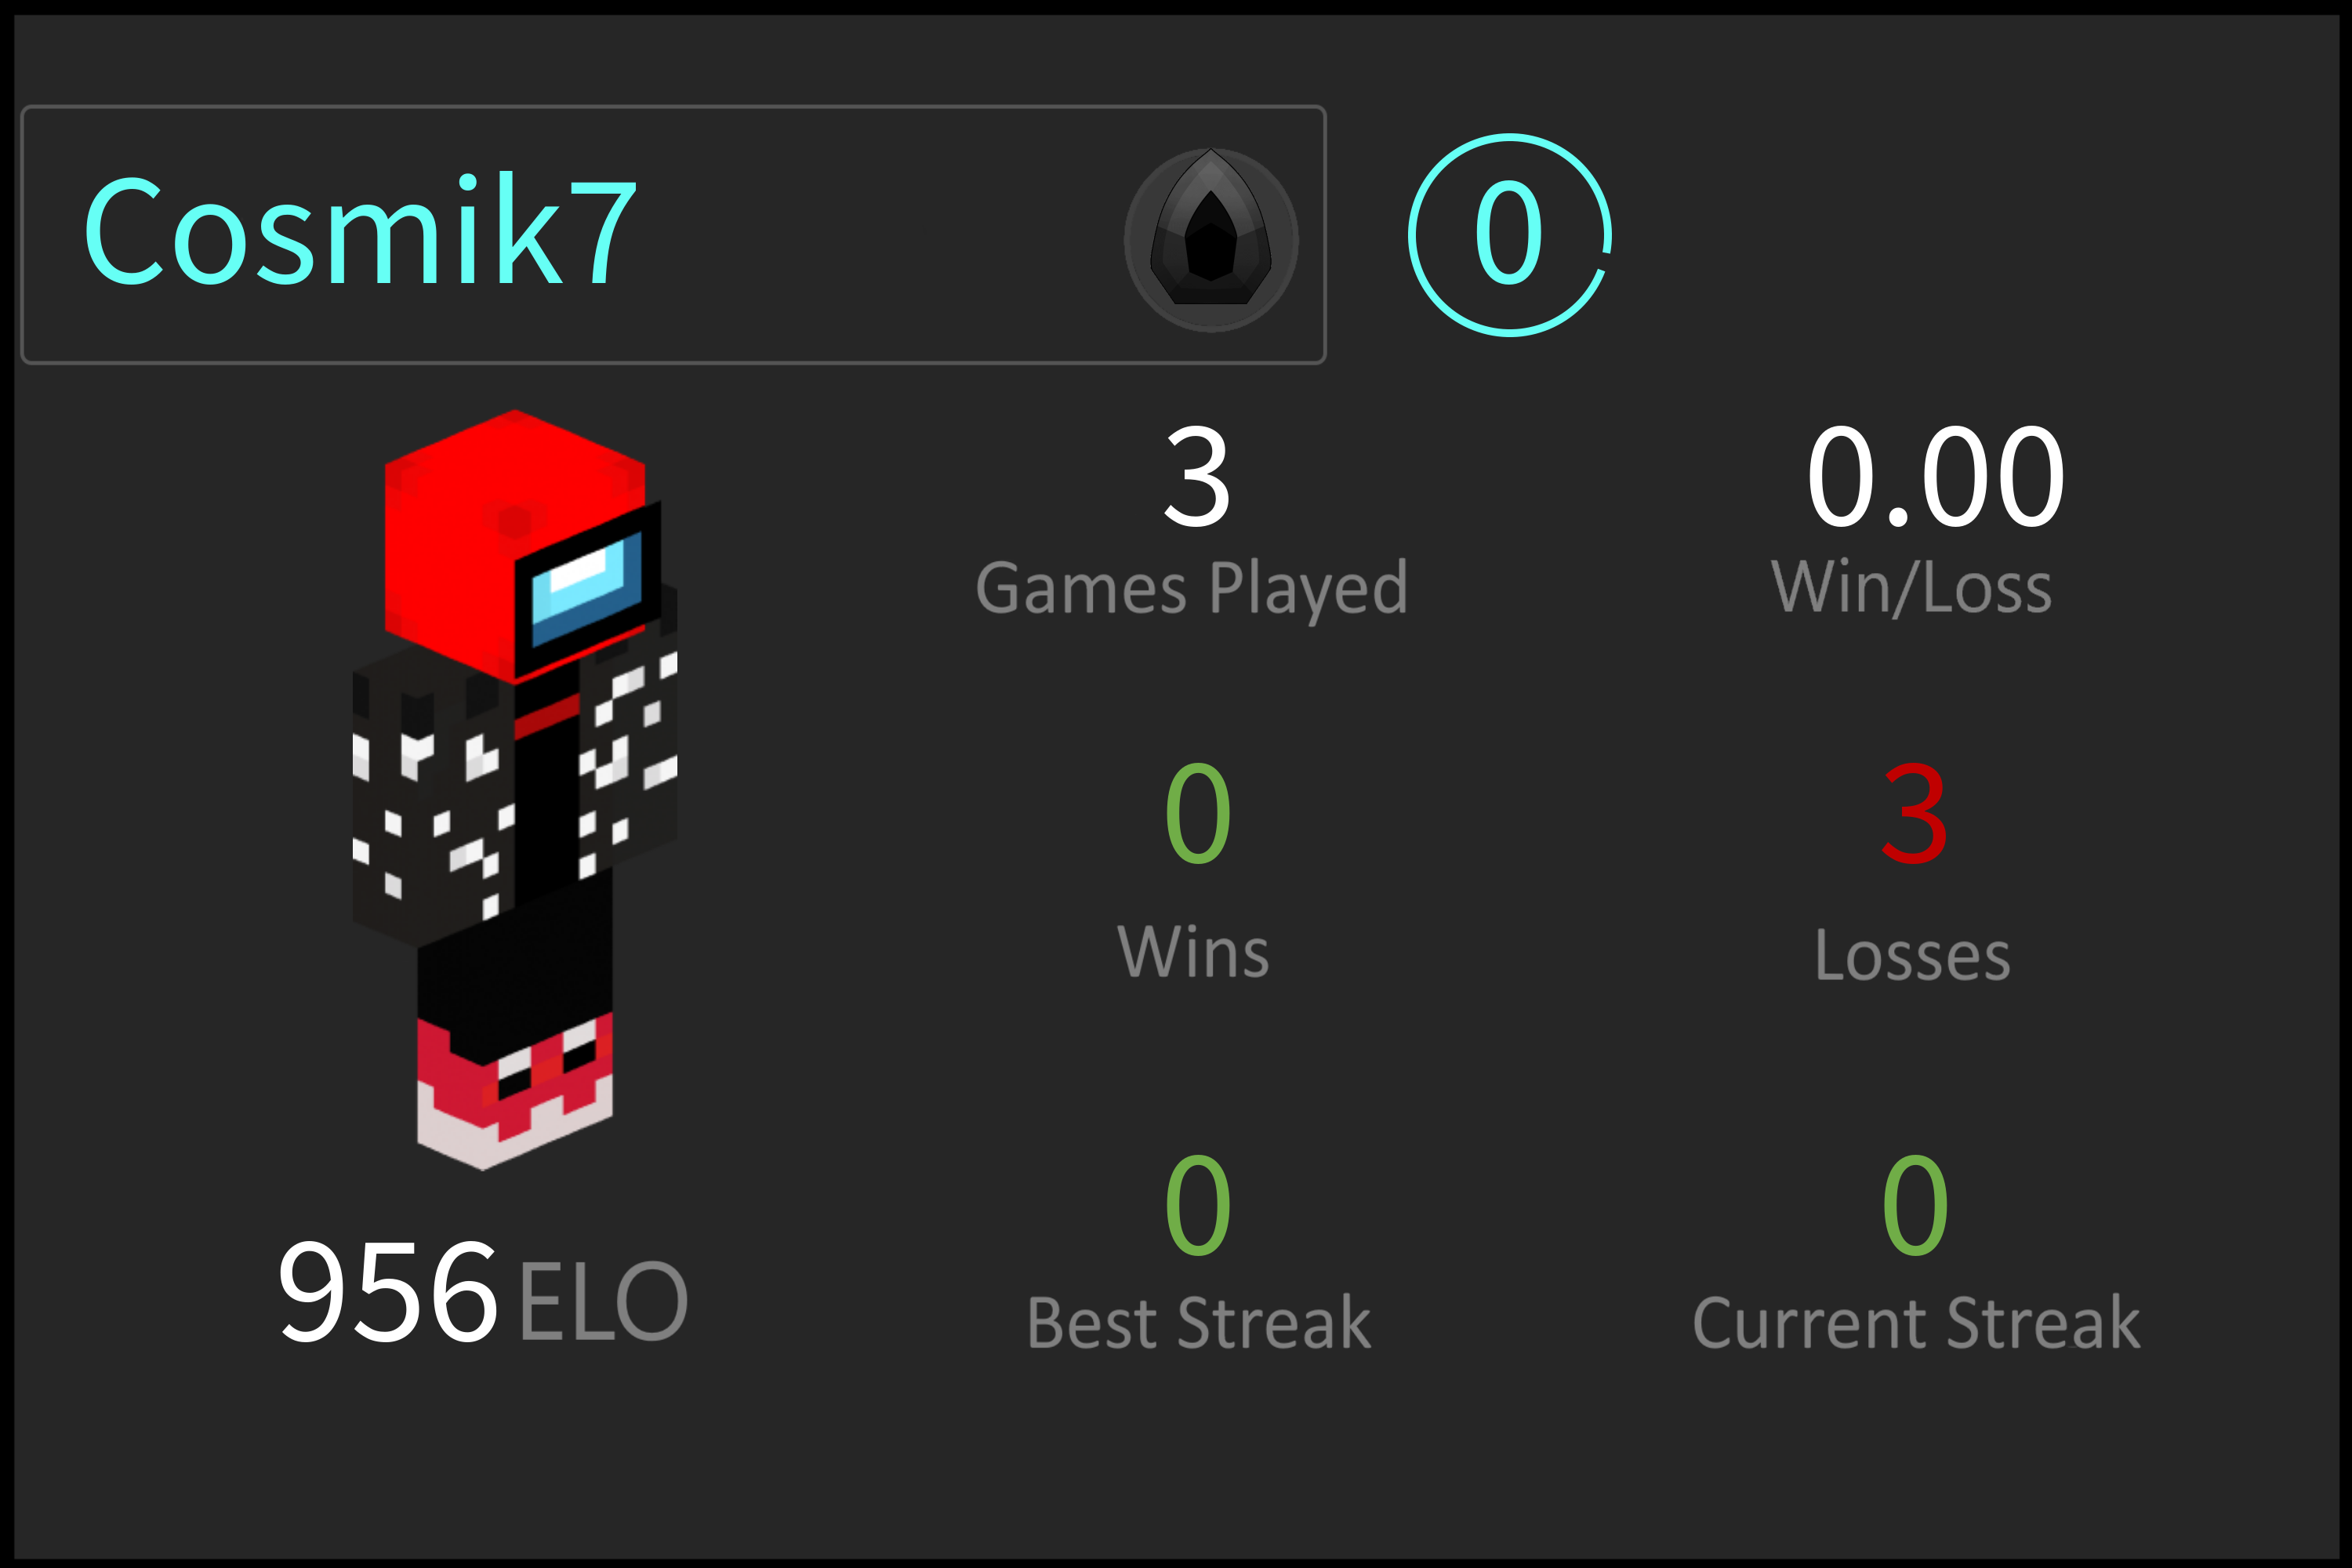 Cosmik7
0
3
0.00
Games Played
Win/Loss
0
3
Wins
Losses
0
0
956 ELO
Best Streak
Current Streak